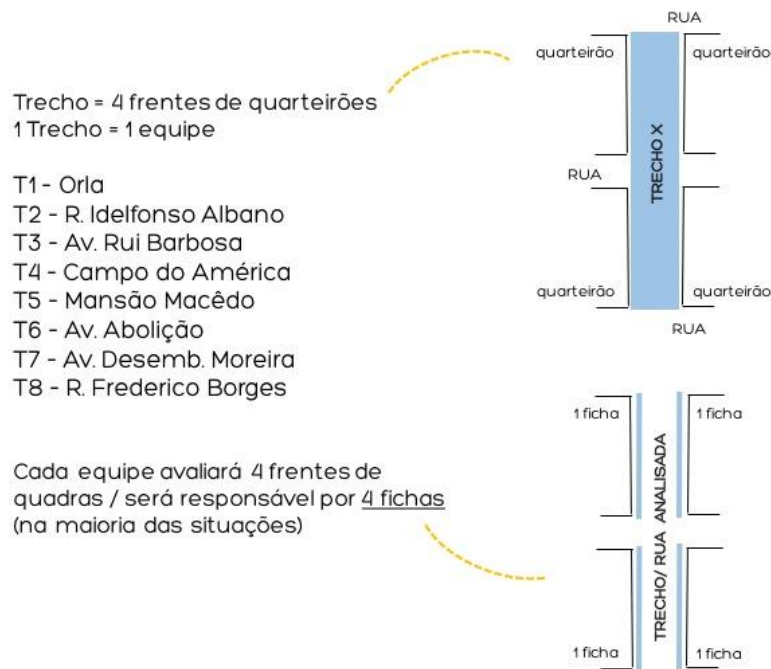 Trecho = 4 frentes de quarteirões
1 Trecho = 1 equipe
T1 - Orla
T2 - R. Idelfonso Albano
T3 - Av. Rui Barbosa
T4 - Campo do América
T5 - Mansão Macêdo
T6 - Av. Abolição
T7 - Av. Desemb. Moreira
T8 - R. Frederico Borges
Cada equipe avaliará 4 frentes de
quadras / será responsável por 4 fichas
(na maioria das situações)
RUA
quarteirão
quarteirão
TRECHO X
RUA
quarteirão
quarteirão
RUA
1 ficha
1 ficha
TRECHO/ RUA ANALISADA
1 ficha
1 ficha